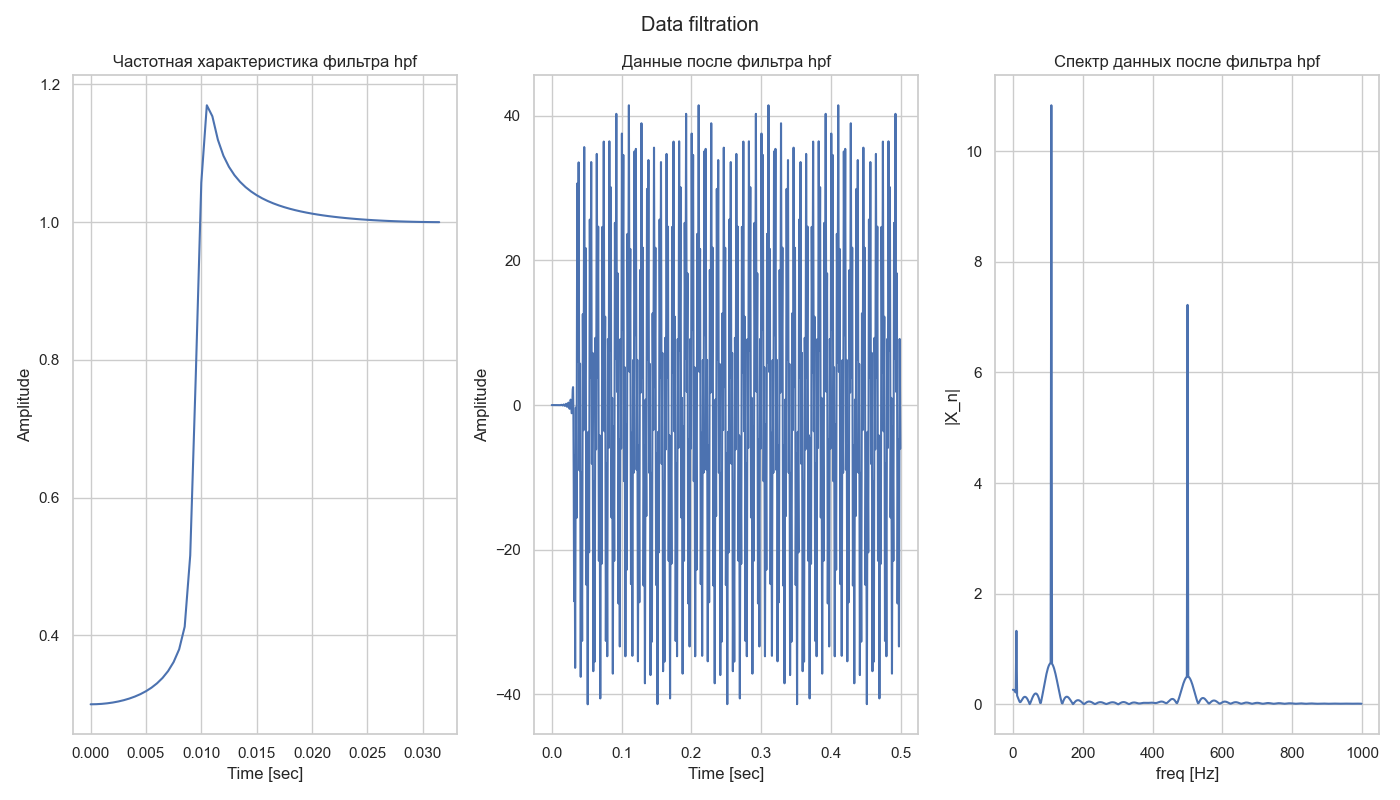 Data filtration
Частотная характеристика фильтра hpf
1.2
1.0
0.8
0.6
0.4
Amplitude
0.000 0.005 0.010 0.015 0.020 0.025 0.030
Time [sec]
Данные после фильтра hpf
40
20
0
−20
−40
Amplitude
0.0 0.1 0.2 0.3 0.4 0.5
Time [sec]
Спектр данных после фильтра hpf
10
8
6
4
2
0
|X_n|
0 200 400 600 800 1000
freq [Hz]